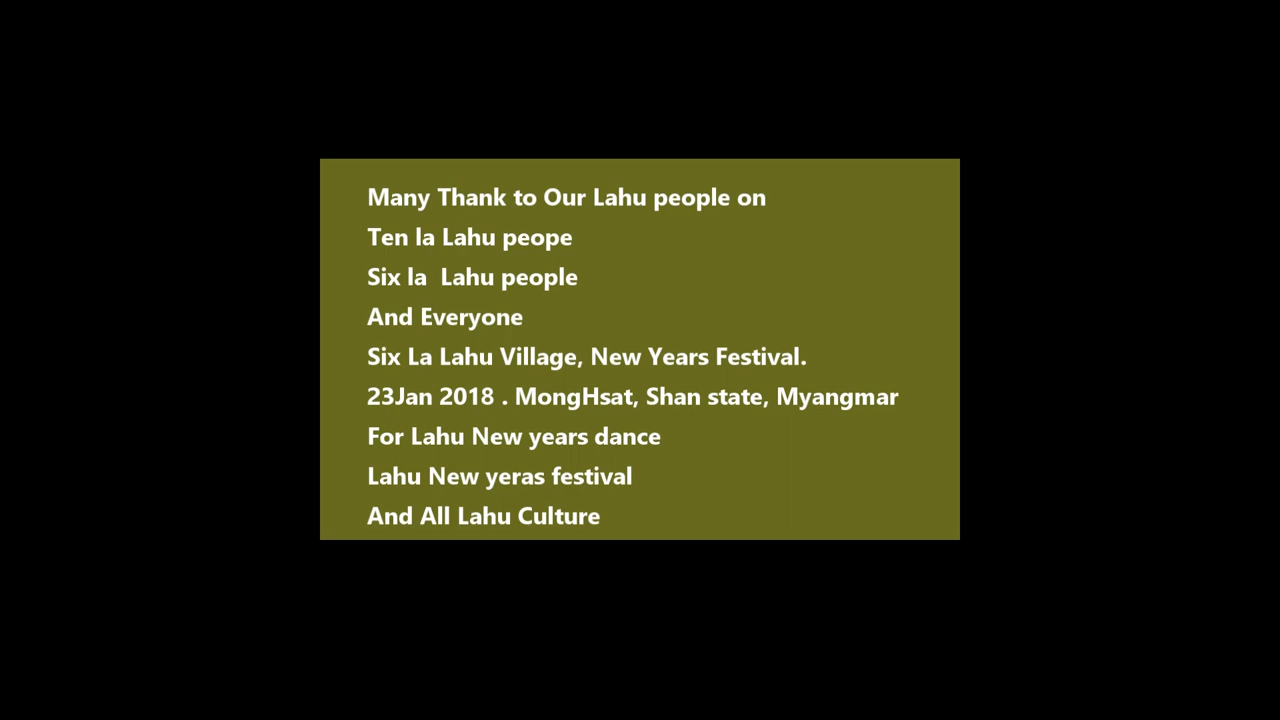 Many Thank to Our Lahu people on
Ten la Lahu peope
Six la  Lahu people
And Everyone
Six La Lahu Village, New Years Festival.
23Jan 2018 . MongHsat, Shan state, Myangmar
For Lahu New years dance
Lahu New yeras festival
And All Lahu Culture